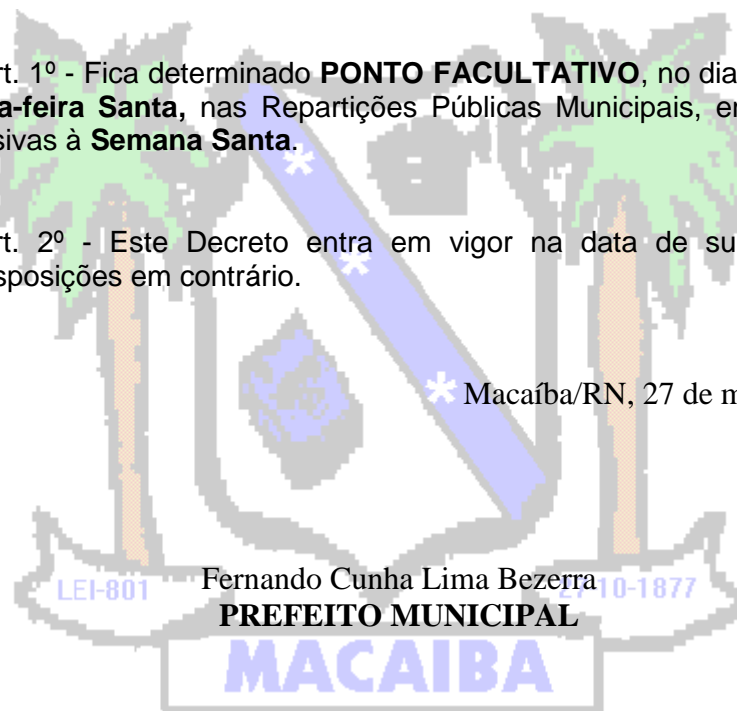 rt. 1º - Fica determinado PONTO FACULTATIVO, no dia
a-feira Santa, nas Repartições Públicas Municipais, e
sivas à Semana Santa.
rt. 2º - Este Decreto entra em vigor na data de su
sposições em contrário.
Macaíba/RN, 27 de m
Fernando Cunha Lima Bezerra
PREFEITO MUNICIPAL
LEI-801
27-10-1877
MACAIBA